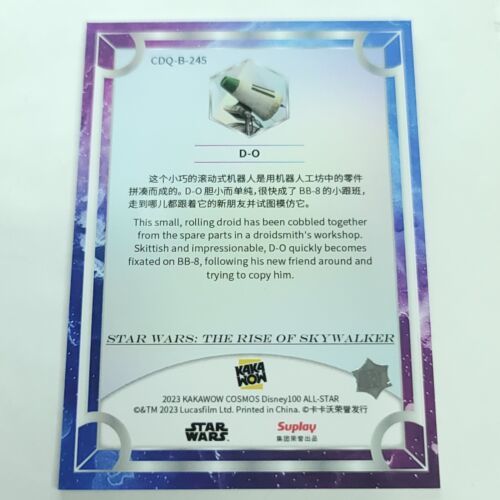 CDQ-B-245
D-O
这个小巧的滚动式机器人是用机器人工坊中的零件
拼凑而成的。D-O 胆小而单纯，很快成了 BB-8 的小跟班，
走到哪儿都跟着它的新朋友并试图模仿它。
This small, rolling droid has been cobbled together
from the spare parts in a droidsmith's workshop.
Skittish and impressionable, D-O quickly becomes
fixated on BB-8, following his new friend around and
trying to copy him.
STAR WARS: THE RISE OF SKYWALKER
KAKA
WOW
2023 KAKAWOW COSMOS Disney100 ALL-STAR
©&TM 2023 Lucasfilm Ltd. Printed in China. ©卡卡沃荣誉发行
STAR
WARS
Suplay
集团荣誉出品